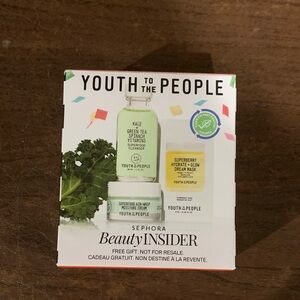 YOUTH TO THE PEOPLE
KALE +
GREEN TEA
SPINACH
VITAMINS
SUPERFOOD
CLEANSER
YOUTH TO THE PEOPLE
SUPERBERRY
HYDRATE + GLOW
DREAM MASK
YOUTH TO THE PEOPLE
SUPERFOOD AIR-WHIP
MOISTURE CREAM
YOUTH TO THE PEOPLE
SEPHORA
Beauty INSIDER
FREE GIFT. NOT FOR RESALE.
CADEAU GRATUIT. NON DESTINÉ À LA REVENTE.